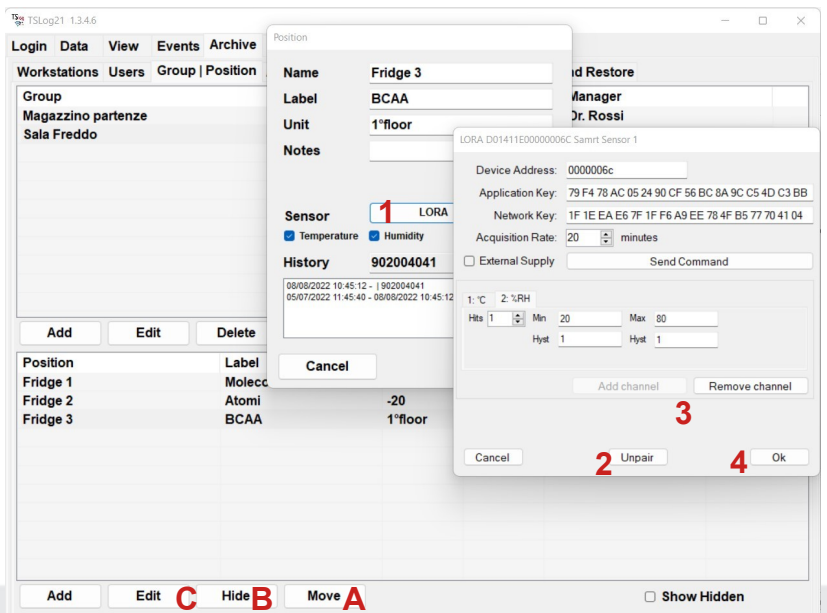 TSLog21 1.3.4.6
Login Data View Events Archive
Workstations Users Group | Position
nd Restore
Group
Manager
Magazzino partenze
Dr. Rossi
Sala Freddo
Add Edit Delete
Position Label
Fridge 1 Molecc
Fridge 2 Atomi -20
Fridge 3 BCAA 1°floor
Add Edit C Hide B Move A
Show Hidden
Position
Name Fridge 3
Label BCAA
Unit 1°floor
Notes
Sensor 1 LORA
Temperature Humidity
History 902004041
08/08/2022 10:45:12 - | 902004041
05/07/2022 11:45:40 - 08/08/2022 10:45:12
Cancel
LORA D01411E00000006C Samrt Sensor 1
Device Address: 0000006c
Application Key: 79 F4 78 AC 05 24 90 CF 56 BC 8A 9C C5 4D C3 BB
Network Key: 1F 1E EA E6 7F 1F F6 A9 EE 78 4F B5 77 70 41 04
Acquisition Rate: 20 minutes
External Supply Send Command
1: °C 2: %RH
Hits 1 Min 20 Max 80
Hyst 1 Hyst 1
Add channel Remove channel
3
Cancel 2 Unpair 4 Ok